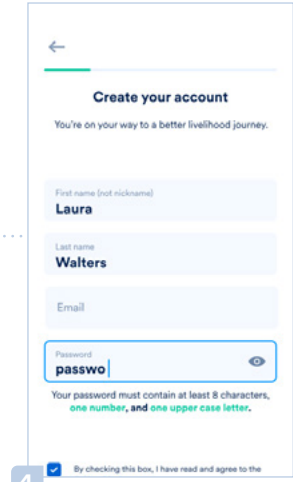 Create your account
You're on your way to a better livelihood journey.
First name (not nickname)
Laura
Last name
Walters
Email
Password
passwo
Your password must contain at least 8 characters,
one number, and one upper case letter.
By checking this box, I have read and agree to the
4